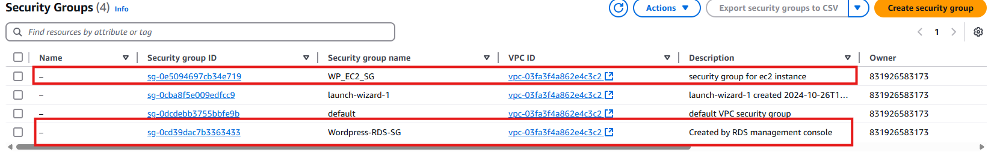 Security Groups (4) Info
Actions Export security groups to CSV Create security group
Find resources by attribute or tag
1
Name Security group ID Security group name VPC ID Description Owner
– sg-0e5094697cb34e719 WP_EC2_SG vpc-03fa3f4a862e4c3c2 security group for ec2 instance 831926583173
– sg-0cba8f5e009edfcc9 launch-wizard-1 vpc-03fa3f4a862e4c3c2 launch-wizard-1 created 2024-10-26T1... 831926583173
– sg-0dcdebb3755bbfe9b default vpc-03fa3f4a862e4c3c2 default VPC security group 831926583173
– sg-0cd39dac7b3363433 Wordpress-RDS-SG vpc-03fa3f4a862e4c3c2 Created by RDS management console 831926583173